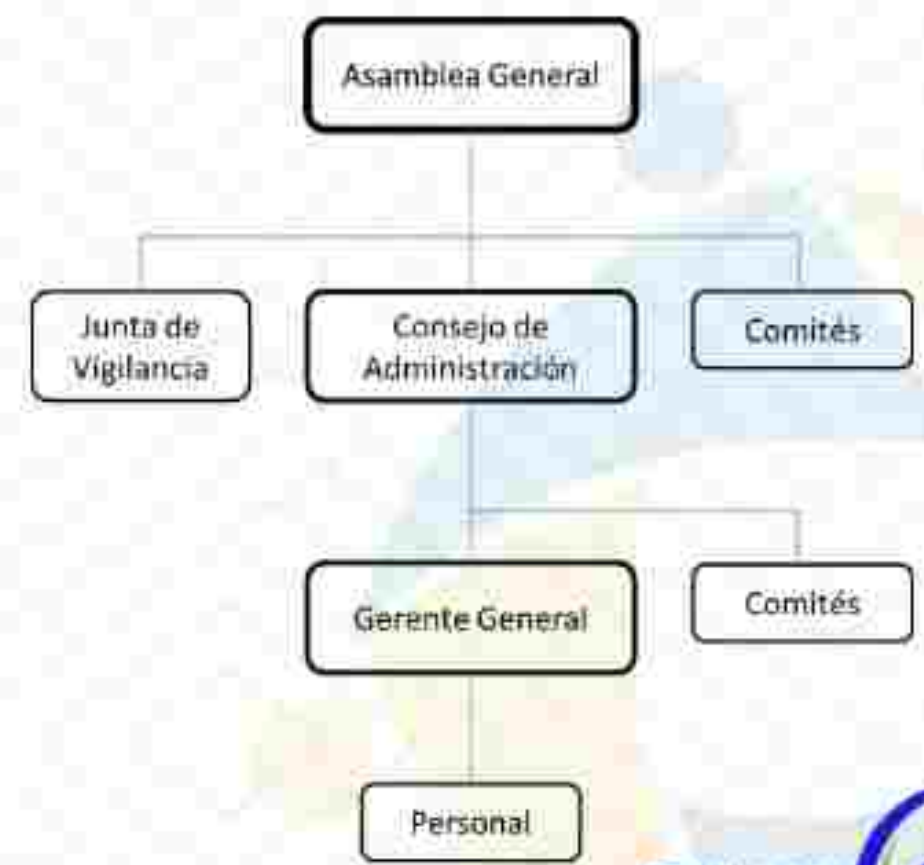 Asamblea General
Junta de
Vigilancia
Consejo de
Administración
Comités
Gerente General
Comités
Personal